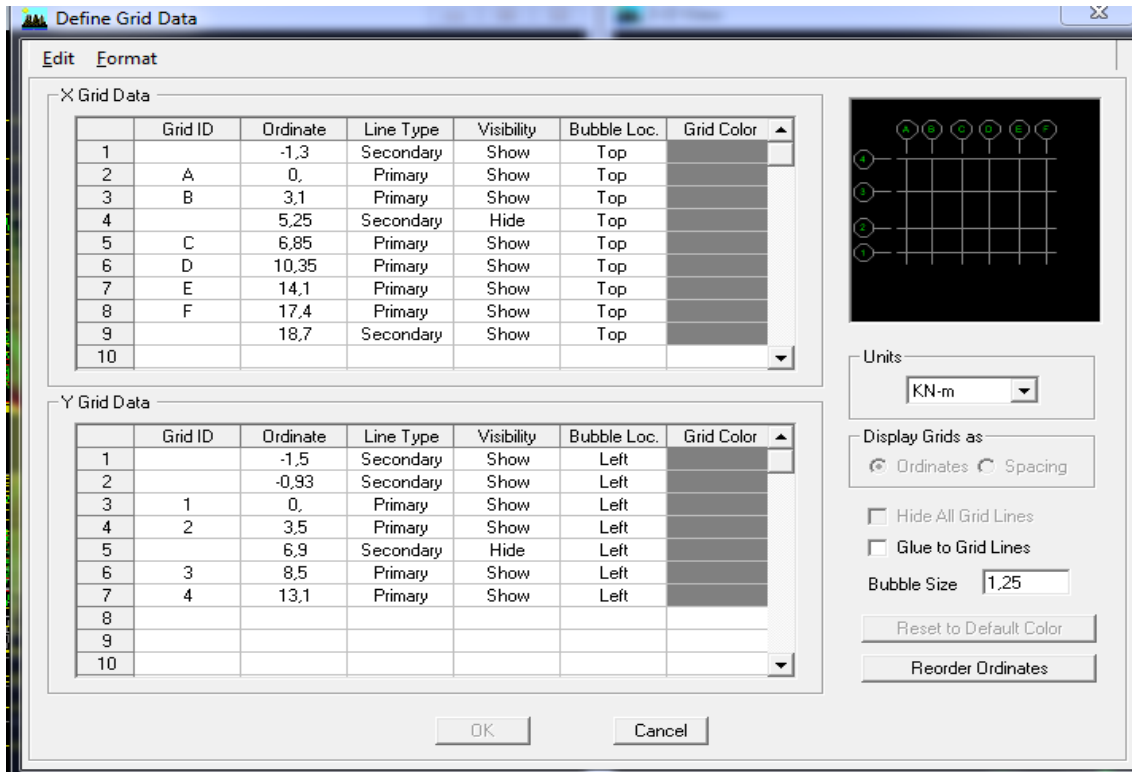 Define Grid Data
Edit Format
X Grid Data
Grid ID Ordinate Line Type Visibility Bubble Loc. Grid Color
1 -1,3 Secondary Show Top
2 A 0, Primary Show Top
3 B 3,1 Primary Show Top
4 5,25 Secondary Hide Top
5 C 6,85 Primary Show Top
6 D 10,35 Primary Show Top
7 E 14,1 Primary Show Top
8 F 17,4 Primary Show Top
9 18,7 Secondary Show Top
10
A B C D E F
4
3
2
1
Units
KN-m
Y Grid Data
Grid ID Ordinate Line Type Visibility Bubble Loc. Grid Color
1 -1,5 Secondary Show Left
2 -0,93 Secondary Show Left
3 1 0, Primary Show Left
4 2 3,5 Primary Show Left
5 6,9 Secondary Hide Left
6 3 8,5 Primary Show Left
7 4 13,1 Primary Show Left
8
9
10
Display Grids as
Ordinates Spacing
Hide All Grid Lines
Glue to Grid Lines
Bubble Size 1,25
Reset to Default Color
Reorder Ordinates
OK Cancel